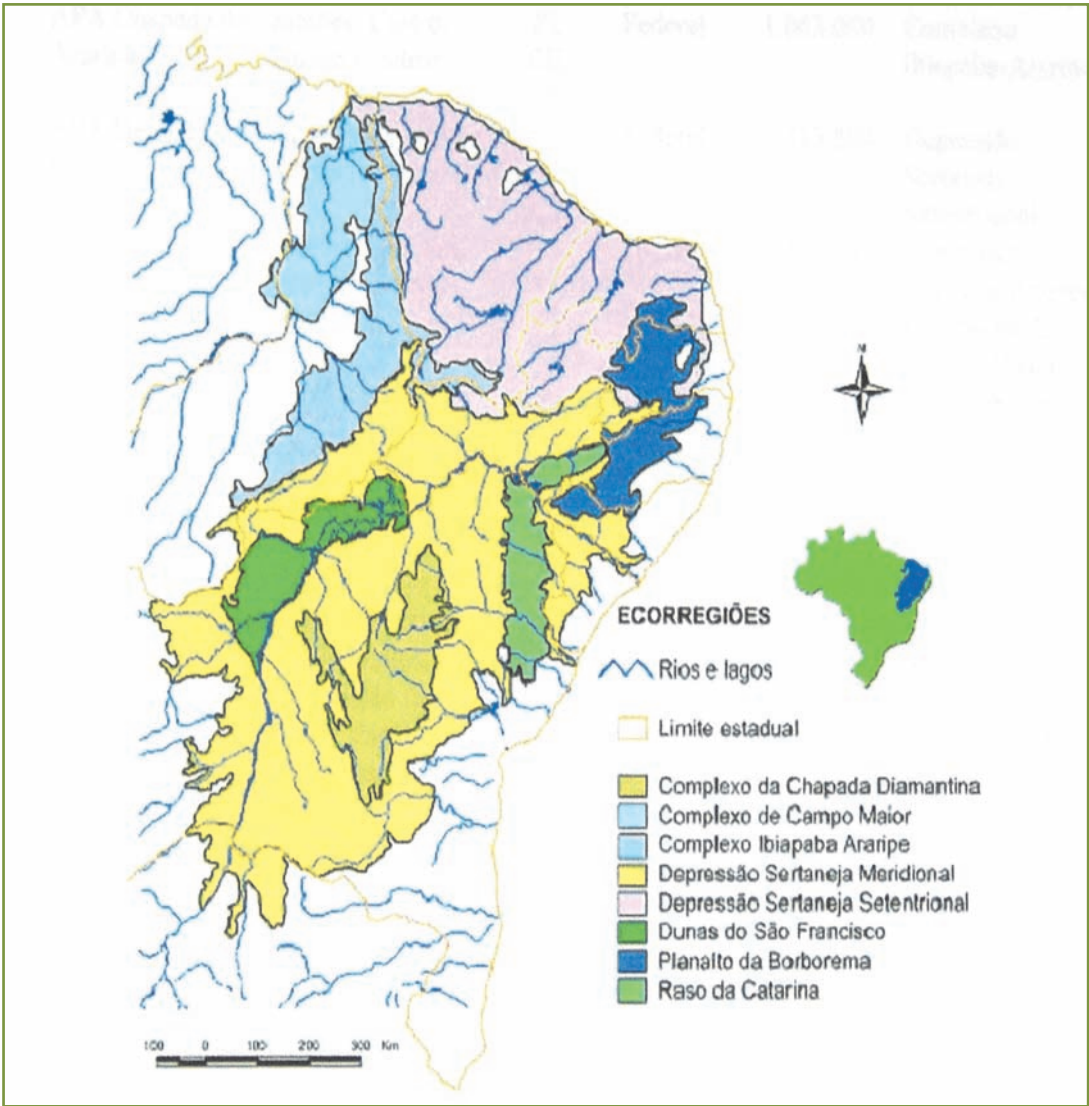 Federal
N
ECORREGIÕES
Rios e lagos
Limite estadual
Complexo da Chapada Diamantina
Complexo de Campo Maior
Complexo Ibiapaba Araripe
Depressão Sertaneja Meridional
Depressão Sertaneja Setentrional
Dunas do São Francisco
Planalto da Borborema
Raso da Catarina
100 0 100 200 300 Km